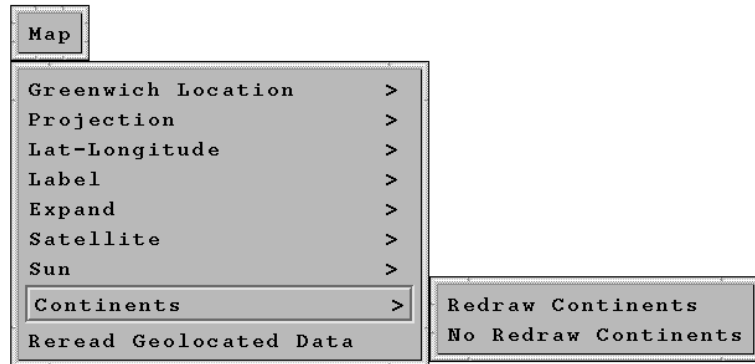 Map
Greenwich Location >
Projection >
Lat-Longitude >
Label >
Expand >
Satellite >
Sun >
Continents >
Reread Geolocated Data
Redraw Continents
No Redraw Continents